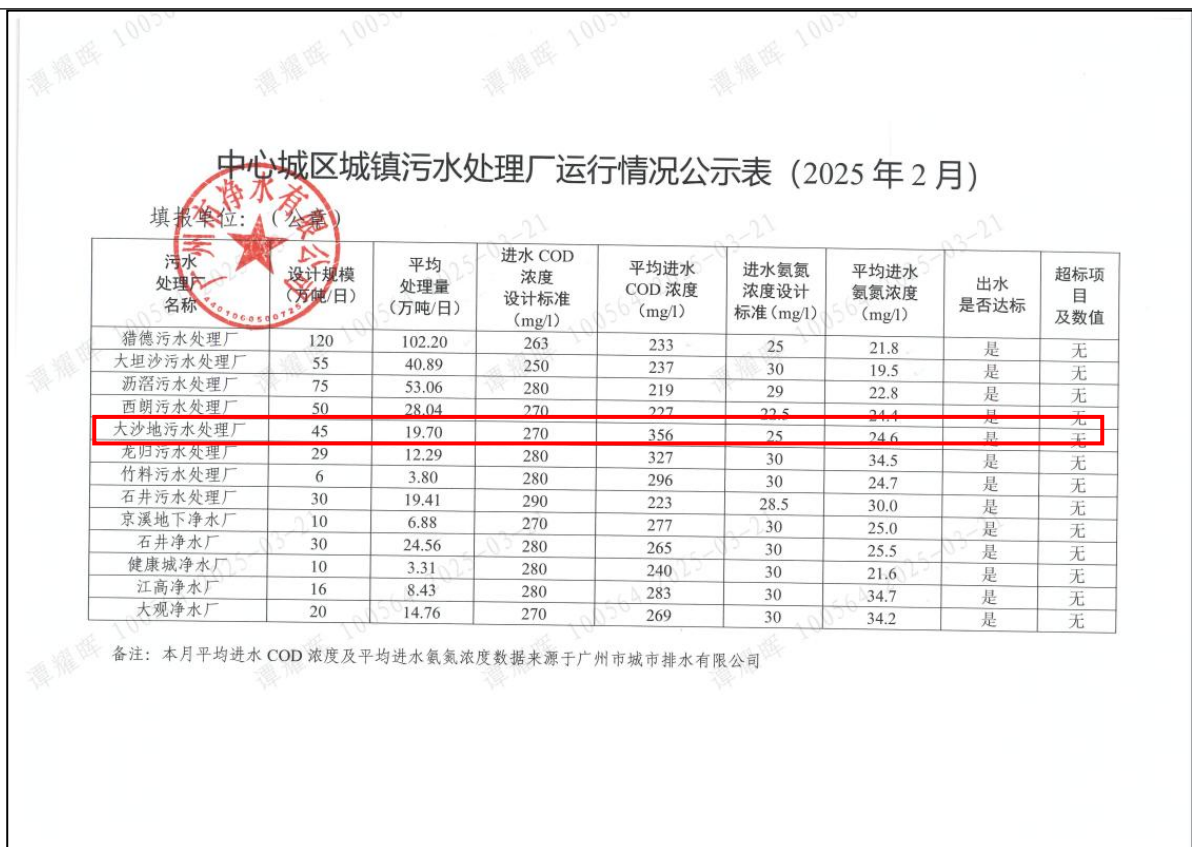 中心城区城镇污水处理厂运行情况公示表（2025 年 2 月）
填报单位：（公章）
广州市净水有限公司
污水处理厂名称 设计规模（万吨/日） 平均处理量（万吨/日） 进水 COD 浓度设计标准（mg/l） 平均进水 COD 浓度（mg/l） 进水氨氮浓度设计标准（mg/l） 平均进水氨氮浓度（mg/l） 出水是否达标 超标项目及数值
猎德污水处理厂 120 102.20 263 233 25 21.8 是 无
大坦沙污水处理厂 55 40.89 250 237 30 19.5 是 无
沥滘污水处理厂 75 53.06 280 219 29 22.8 是 无
西朗污水处理厂 50 28.04 270 227 22.5 24.4 是 无
大沙地污水处理厂 45 19.70 270 356 25 24.6 是 无
龙归污水处理厂 29 12.29 280 327 30 34.5 是 无
竹料污水处理厂 6 3.80 280 296 30 24.7 是 无
石井污水处理厂 30 19.41 290 223 28.5 30.0 是 无
京溪地下净水厂 10 6.88 270 277 30 25.0 是 无
石井净水厂 30 24.56 280 265 30 25.5 是 无
健康城净水厂 10 3.31 280 240 30 21.6 是 无
江高净水厂 16 8.43 280 283 30 34.7 是 无
大观净水厂 20 14.76 270 269 30 34.2 是 无
备注：本月平均进水 COD 浓度及平均进水氨氮浓度数据来源于广州市城市排水有限公司